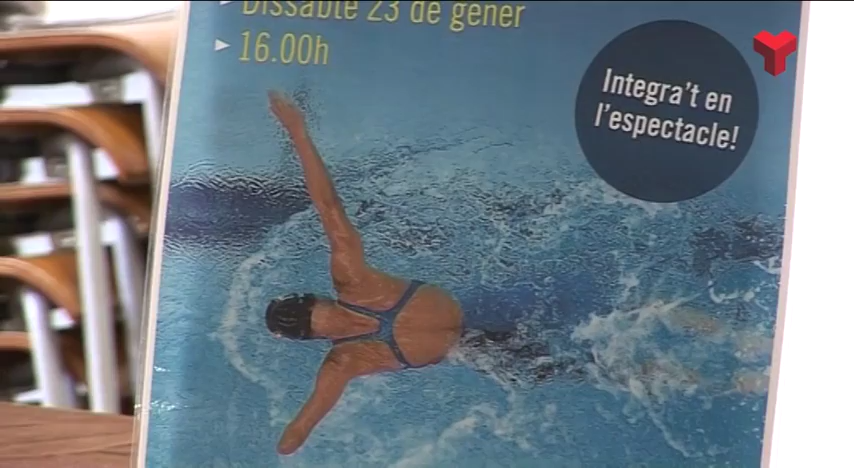 Dissabte 23 de gener
16.00h
Integra't en
l'espectacle!